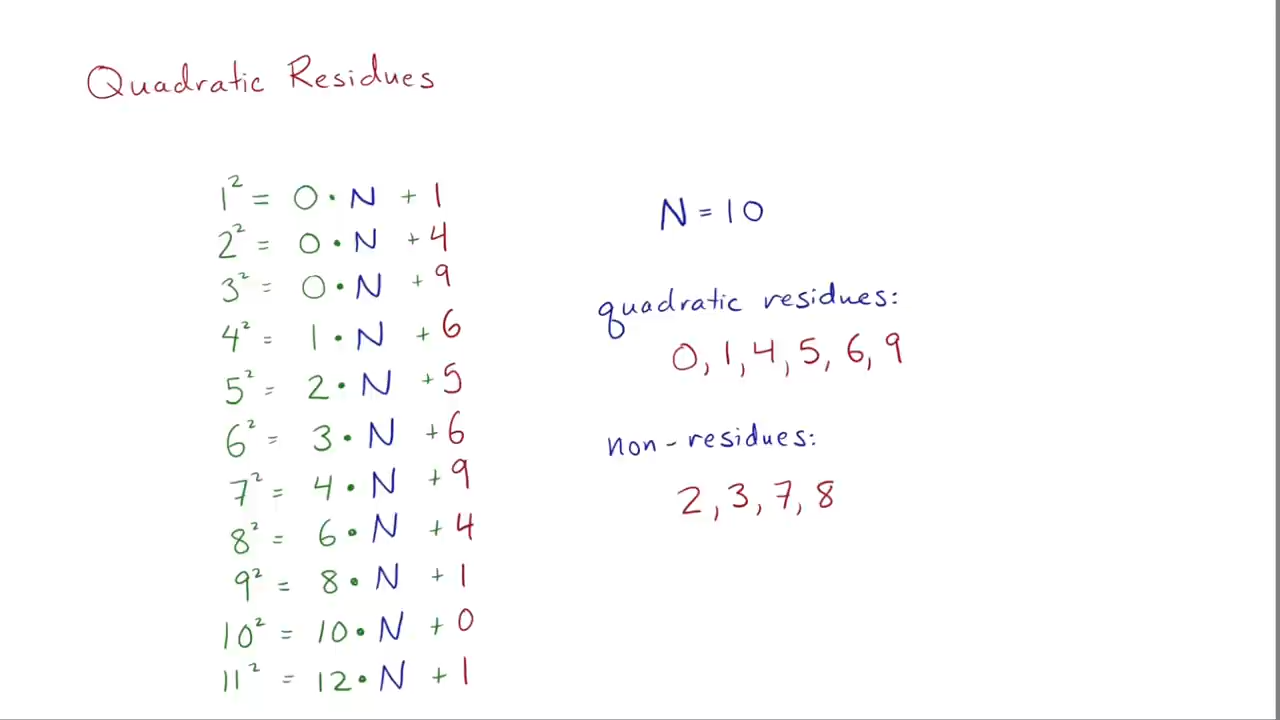 Quadratic Residues
1² = 0 · N + 1
2² = 0 · N + 4
3² = 0 · N + 9
4² = 1 · N + 6
5² = 2 · N + 5
6² = 3 · N + 6
7² = 4 · N + 9
8² = 6 · N + 4
9² = 8 · N + 1
10² = 10 · N + 0
11² = 12 · N + 1
N = 10
quadratic residues:
0, 1, 4, 5, 6, 9
non-residues:
2, 3, 7, 8